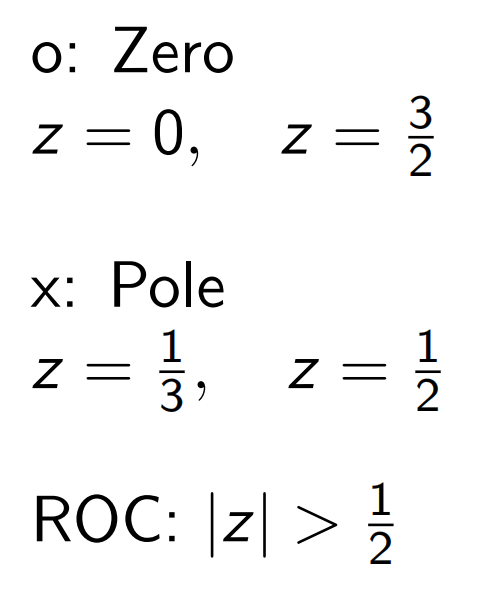 o: Zero
z = 0, z = 3/2
x: Pole
z = 1/3, z = 1/2
ROC: |z| > 1/2